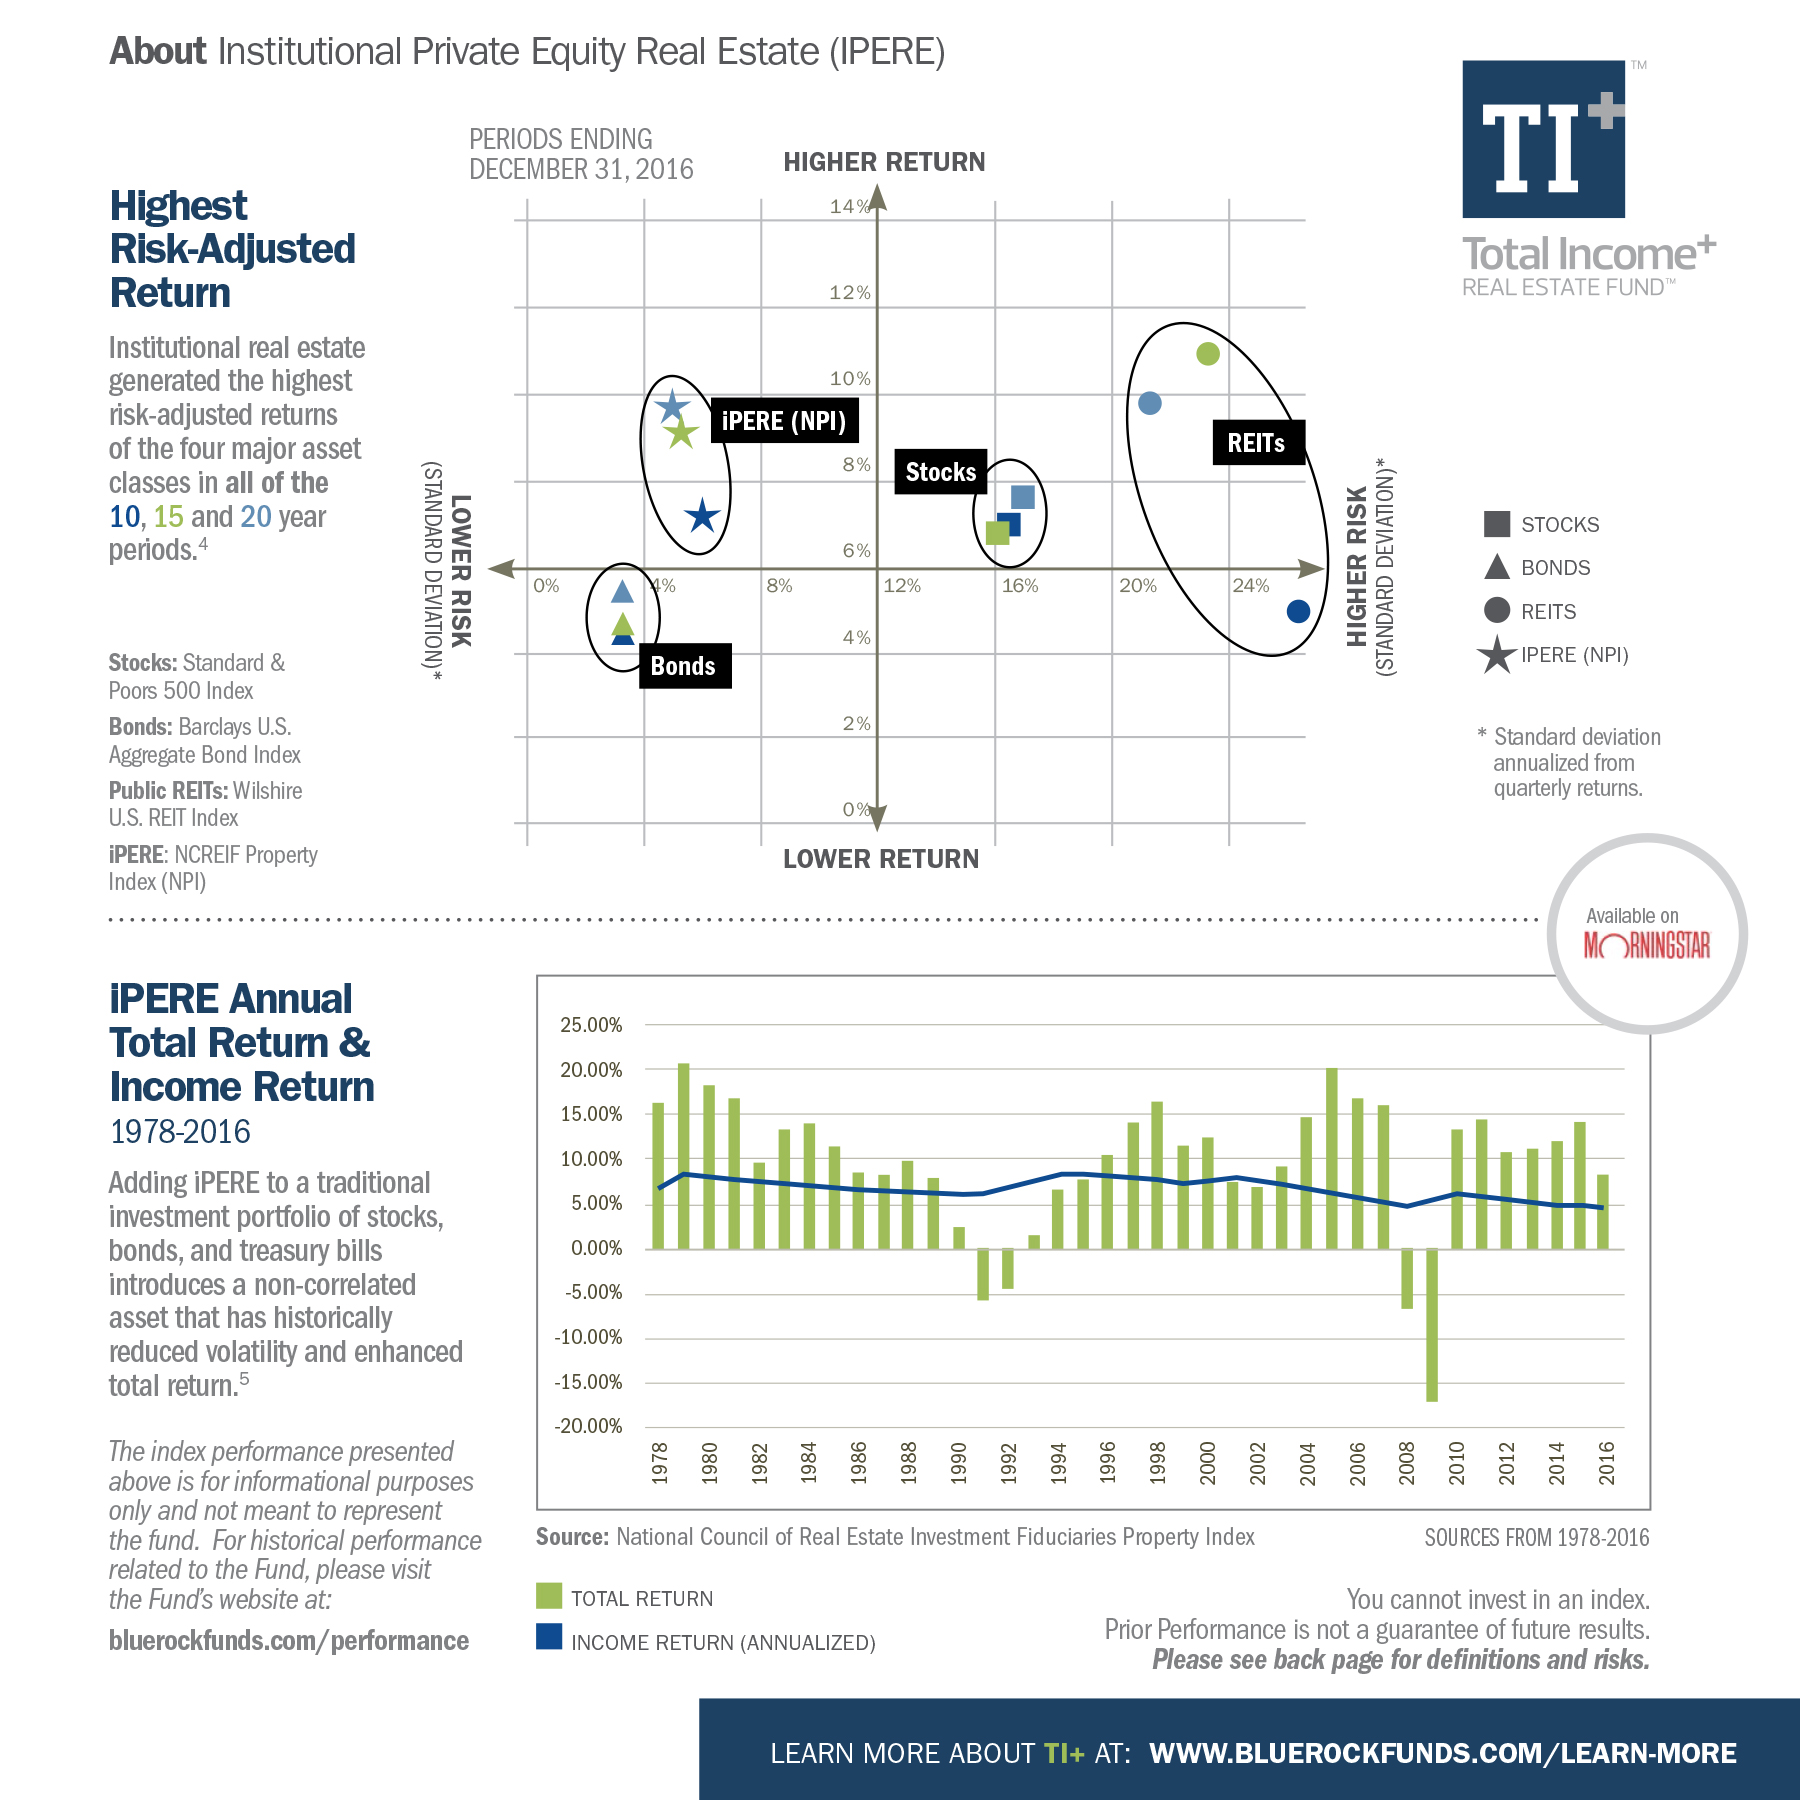 About Institutional Private Equity Real Estate (IPERE)
TI+
TM
Total Income+
REAL ESTATE FUND™
Highest
Risk-Adjusted
Return
Institutional real estate
generated the highest
risk-adjusted returns
of the four major asset
classes in all of the
10, 15 and 20 year
periods.4
Stocks: Standard &
Poors 500 Index
Bonds: Barclays U.S.
Aggregate Bond Index
Public REITs: Wilshire
U.S. REIT Index
iPERE: NCREIF Property
Index (NPI)
PERIODS ENDING
DECEMBER 31, 2016
HIGHER RETURN
14%
12%
10%
8%
6%
4%
2%
0%
LOWER RETURN
LOWER RISK
(STANDARD DEVIATION)*
0%
4%
8%
12%
16%
20%
24%
HIGHER RISK
(STANDARD DEVIATION)*
iPERE (NPI)
Stocks
REITs
Bonds
STOCKS
BONDS
REITS
IPERE (NPI)
* Standard deviation
annualized from
quarterly returns.
Available on
MORNINGSTAR
iPERE Annual
Total Return &
Income Return
1978-2016
Adding iPERE to a traditional
investment portfolio of stocks,
bonds, and treasury bills
introduces a non-correlated
asset that has historically
reduced volatility and enhanced
total return.5
The index performance presented
above is for informational purposes
only and not meant to represent
the fund. For historical performance
related to the Fund, please visit
the Fund's website at:
bluerockfunds.com/performance
25.00%
20.00%
15.00%
10.00%
5.00%
0.00%
-5.00%
-10.00%
-15.00%
-20.00%
1978
1980
1982
1984
1986
1988
1990
1992
1994
1996
1998
2000
2002
2004
2006
2008
2010
2012
2014
2016
Source: National Council of Real Estate Investment Fiduciaries Property Index
SOURCES FROM 1978-2016
TOTAL RETURN
INCOME RETURN (ANNUALIZED)
You cannot invest in an index.
Prior Performance is not a guarantee of future results.
Please see back page for definitions and risks.
LEARN MORE ABOUT TI+ AT: WWW.BLUEROCKFUNDS.COM/LEARN-MORE